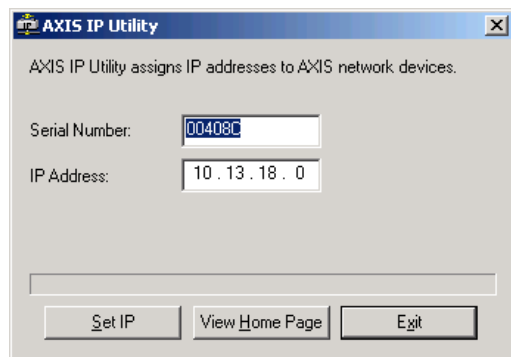 AXIS IP Utility
AXIS IP Utility assigns IP addresses to AXIS network devices.
Serial Number: 00408C
IP Address: 10 . 13 . 18 . 0
Set IP View Home Page Exit